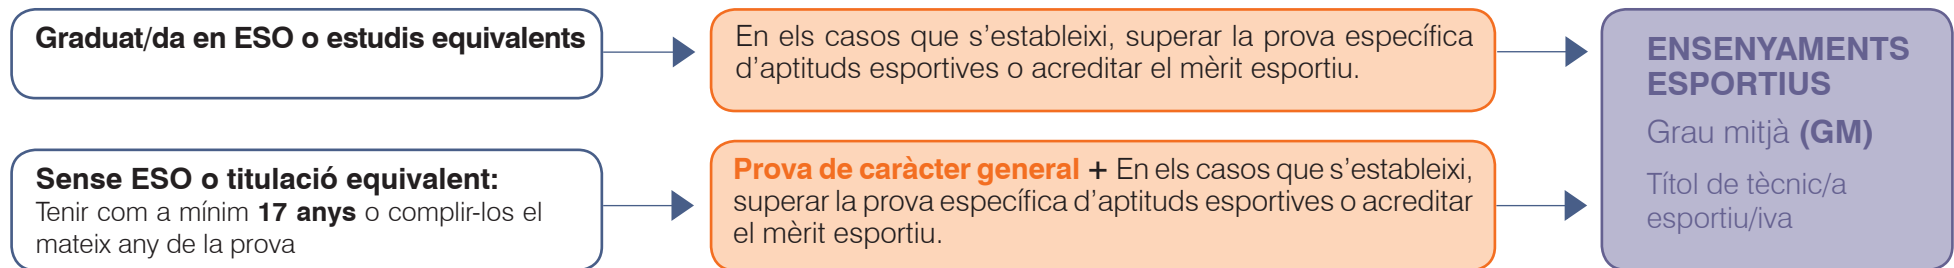 Graduat/da en ESO o estudis equivalents
En els casos que s’estableixi, superar la prova específica
d’aptituds esportives o acreditar el mèrit esportiu.
Sense ESO o titulació equivalent:
Tenir com a mínim 17 anys o complir-los el
mateix any de la prova
Prova de caràcter general + En els casos que s’estableixi,
superar la prova específica d’aptituds esportives o acreditar
el mèrit esportiu.
ENSENYAMENTS
ESPORTIUS
Grau mitjà (GM)
Títol de tècnic/a
esportiu/iva